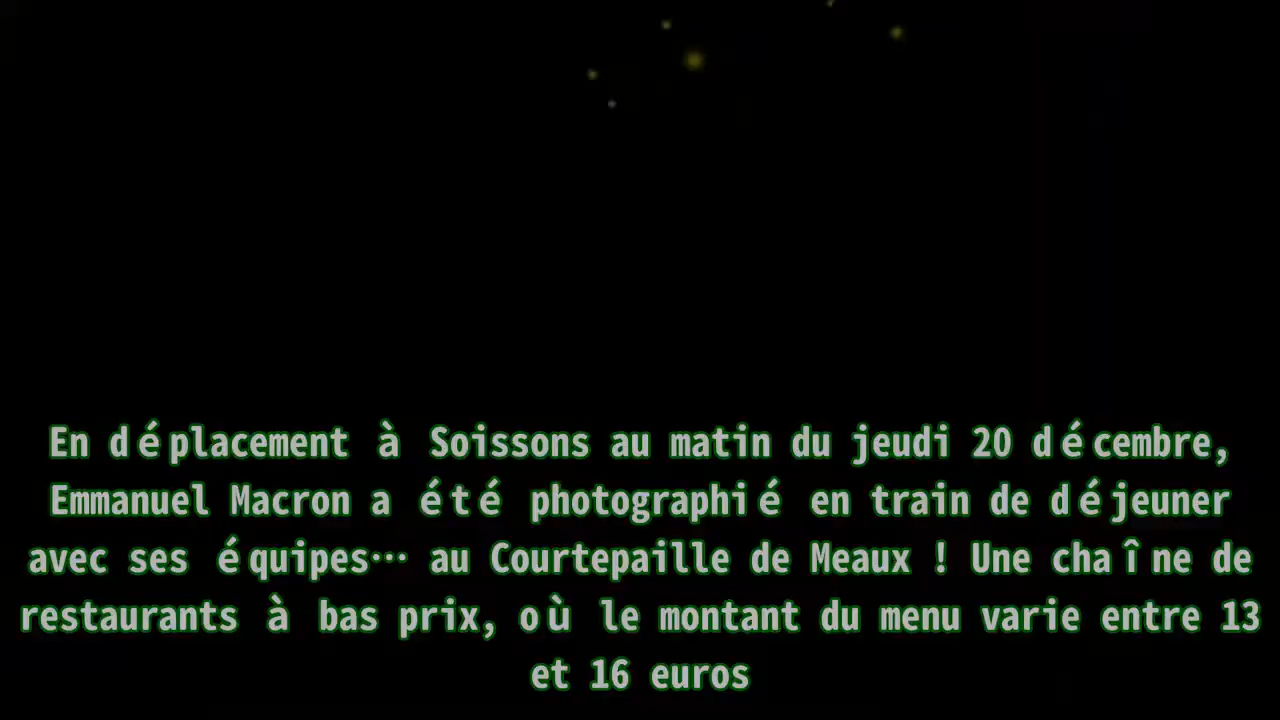 En déplacement à Soissons au matin du jeudi 20 décembre,
Emmanuel Macron a été photographié en train de déjeuner
avec ses équipes… au Courtepaille de Meaux ! Une chaîne de
restaurants à bas prix, où le montant du menu varie entre 13
et 16 euros